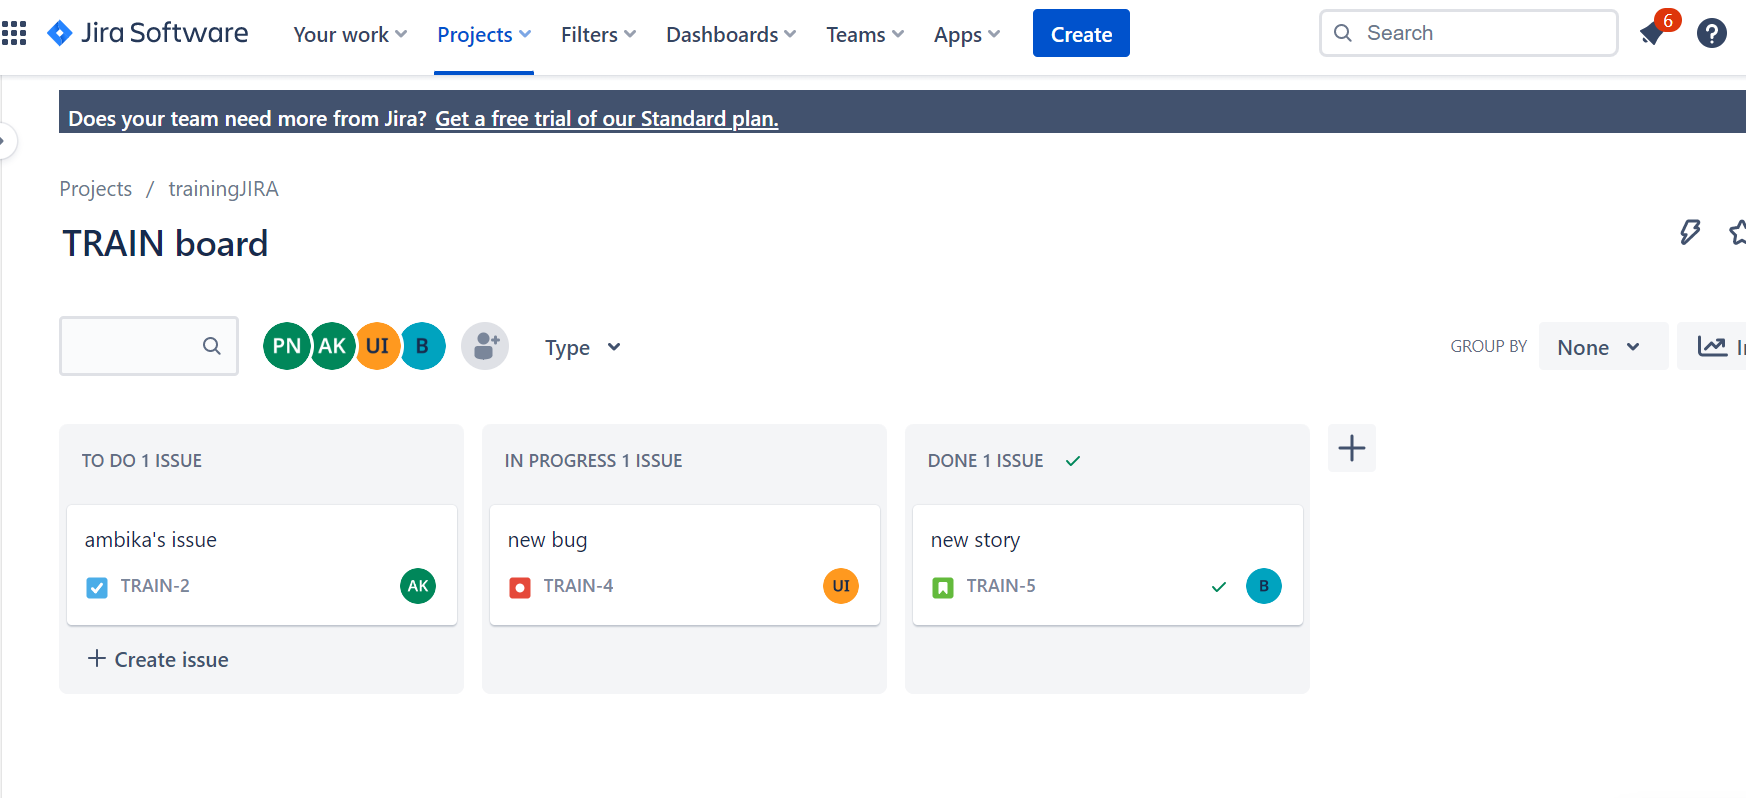 Jira Software Your work Projects Filters Dashboards Teams Apps Create Search 6 ?
Does your team need more from Jira? Get a free trial of our Standard plan.
Projects / trainingJIRA
TRAIN board
PN AK UI B Type GROUP BY None
TO DO 1 ISSUE IN PROGRESS 1 ISSUE DONE 1 ISSUE
ambika's issue new bug new story
TRAIN-2 AK TRAIN-4 UI TRAIN-5 B
+ Create issue